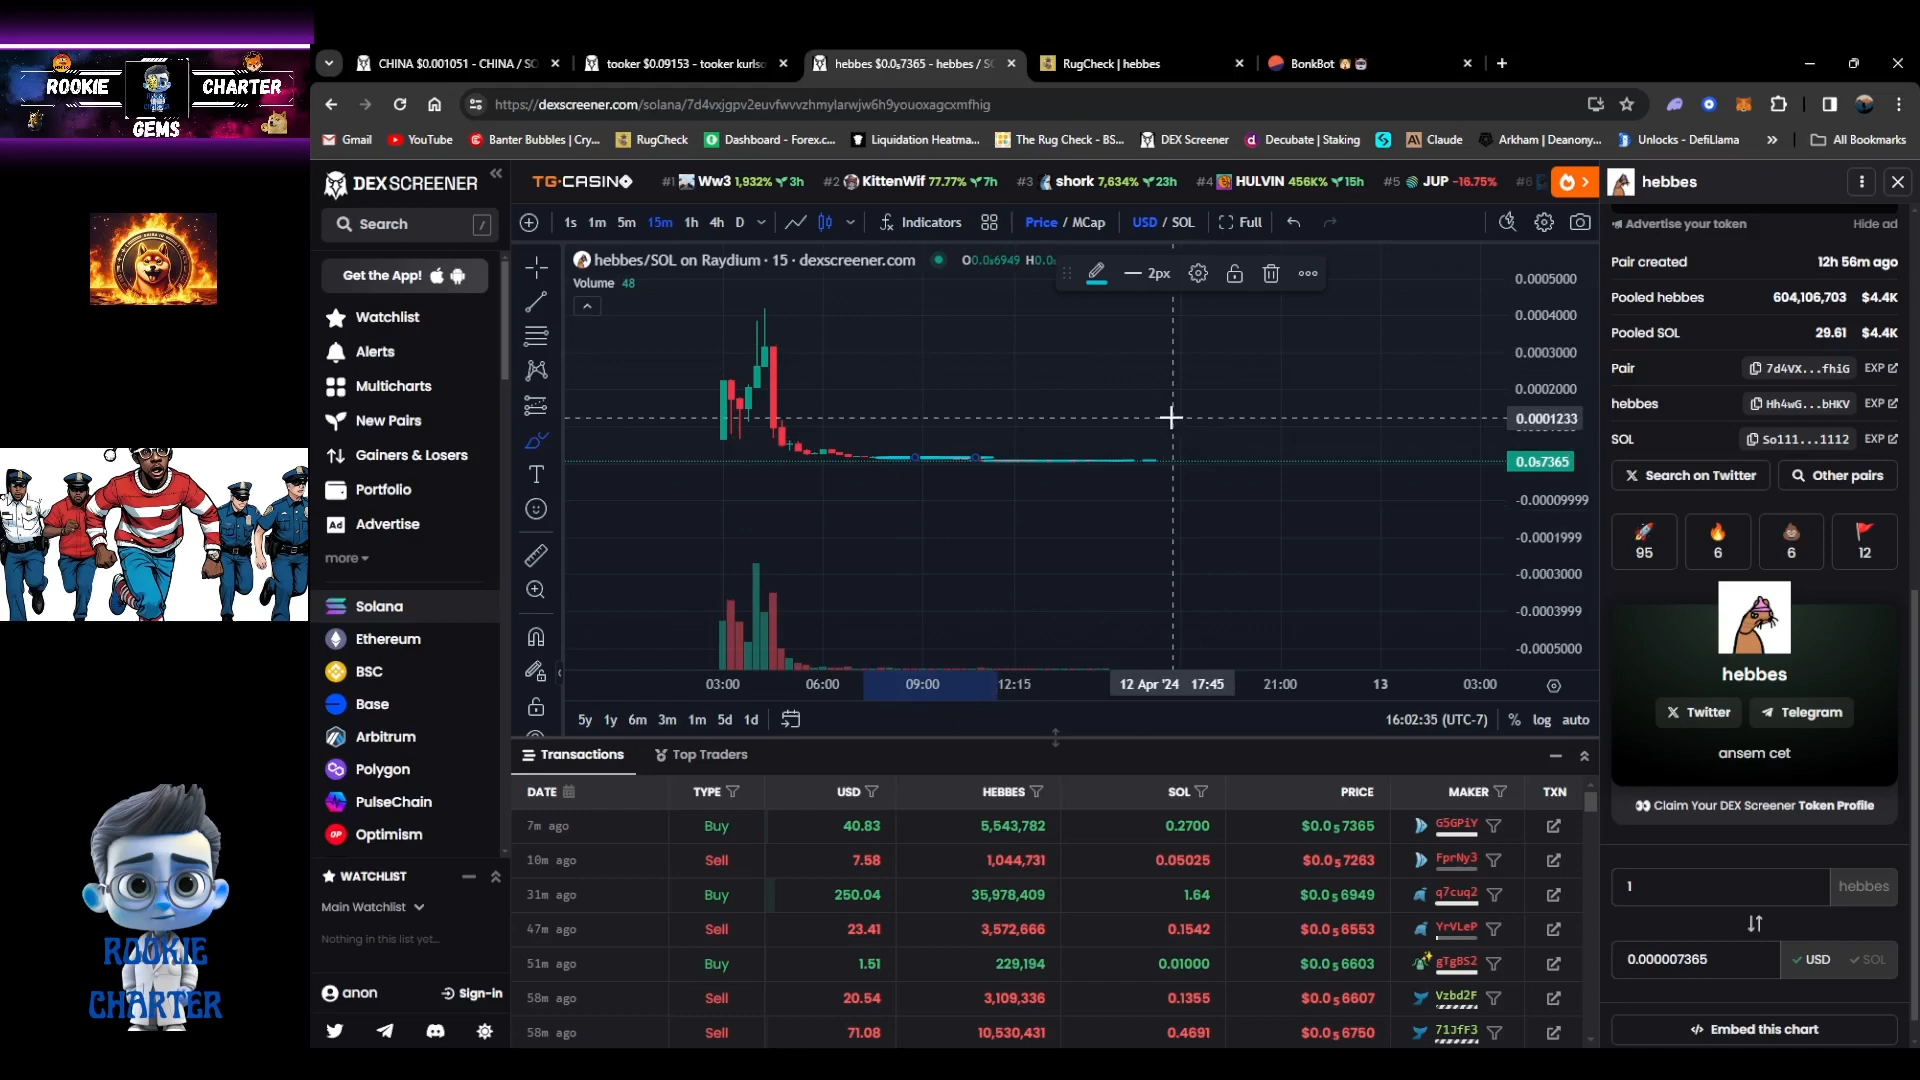 ROOKIE CHARTER
GEMS
CHINA $0.001051 - CHINA / SO
tooker $0.09153 - tooker kurlso
hebbes $0.0₅7365 - hebbes / SO
RugCheck | hebbes
BonkBot
https://dexscreener.com/solana/7d4vxjgpv2euvfwvvzhmylarwjw6h9youoxagcxmfhig
Gmail
YouTube
Banter Bubbles | Cry...
RugCheck
Dashboard - Forex.c...
Liquidation Heatma...
The Rug Check - BS...
DEX Screener
Decubate | Staking
Claude
Arkham | Deanony...
Unlocks - DefiLlama
»
All Bookmarks
DEXSCREENER
Search /
Get the App!
Watchlist
Alerts
Multicharts
New Pairs
Gainers & Losers
Portfolio
Ad Advertise
more
Solana
Ethereum
BSC
Base
Arbitrum
Polygon
PulseChain
OP Optimism
WATCHLIST
Main Watchlist
Nothing in this list yet...
anon Sign-in
TG.CASINO
#1 Ww3 1,932% 3h
#2 KittenWif 77.77% 7h
#3 shork 7,634% 23h
#4 HULVIN 456K% 15h
#5 JUP -16.75%
#6
1s 1m 5m 15m 1h 4h D
Indicators
Price / MCap
USD / SOL
Full
hebbes/SOL on Raydium · 15 · dexscreener.com
O0.0₅6949 H0.0₅
2px
Volume 48
0.0005000
0.0004000
0.0003000
0.0002000
0.0001233
0.0₅7365
-0.00009999
-0.0001999
-0.0003000
-0.0003999
-0.0005000
03:00
06:00
09:00
12:15
12 Apr '24 17:45
21:00
13
03:00
5y 1y 6m 3m 1m 5d 1d
16:02:35 (UTC-7)
% log auto
Transactions
Top Traders
DATE TYPE USD HEBBES SOL PRICE MAKER TXN
7m ago Buy 40.83 5,543,782 0.2700 $0.0₅7365 G5GPiY
10m ago Sell 7.58 1,044,731 0.05025 $0.0₅7263 FprNy3
31m ago Buy 250.04 35,978,409 1.64 $0.0₅6949 q7cuq2
47m ago Sell 23.41 3,572,666 0.1542 $0.0₅6553 YrVLeP
51m ago Buy 1.51 229,194 0.01000 $0.0₅6603 gTgBS2
58m ago Sell 20.54 3,109,336 0.1355 $0.0₅6607 Vzbd2F
58m ago Sell 71.08 10,530,431 0.4691 $0.0₅6750 71JfF3
hebbes
Advertise your token Hide ad
Pair created 12h 56m ago
Pooled hebbes 604,106,703 $4.4K
Pooled SOL 29.61 $4.4K
Pair 7d4VX...fhiG EXP
hebbes Hh4wG...bHKV EXP
SOL So111...1112 EXP
Search on Twitter
Other pairs
95
6
6
12
hebbes
Twitter
Telegram
ansem cet
Claim Your DEX Screener Token Profile
1 hebbes
0.000007365 USD SOL
Embed this chart
ROOKIE
CHARTER